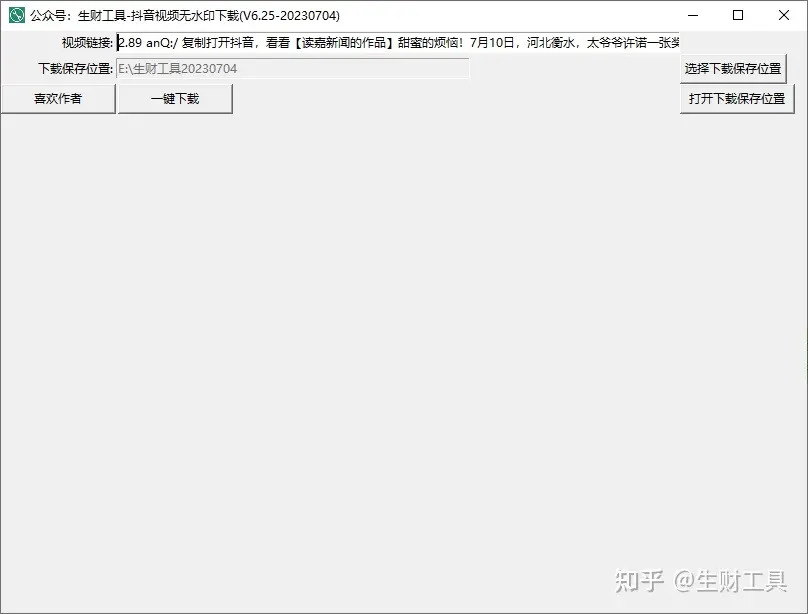 公众号：生财工具-抖音视频无水印下载(V6.25-20230704)
视频链接: 2.89 anQ:/ 复制打开抖音，看看【读嘉新闻的作品】甜蜜的烦恼！7月10日，河北衡水，太爷爷许诺一张奖
下载保存位置: E:\生财工具20230704 选择下载保存位置
喜欢作者 一键下载 打开下载保存位置
知乎 @生财工具